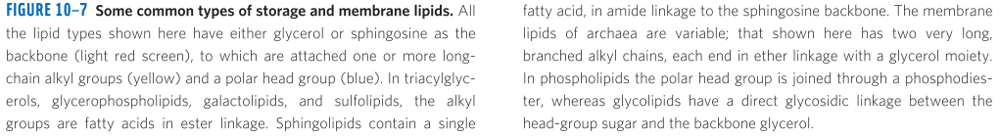 FIGURE 10–7 Some common types of storage and membrane lipids. All
the lipid types shown here have either glycerol or sphingosine as the
backbone (light red screen), to which are attached one or more long-
chain alkyl groups (yellow) and a polar head group (blue). In triacylglyc-
erols, glycerophospholipids, galactolipids, and sulfolipids, the alkyl
groups are fatty acids in ester linkage. Sphingolipids contain a single
fatty acid, in amide linkage to the sphingosine backbone. The membrane
lipids of archaea are variable; that shown here has two very long,
branched alkyl chains, each end in ether linkage with a glycerol moiety.
In phospholipids the polar head group is joined through a phosphodies-
ter, whereas glycolipids have a direct glycosidic linkage between the
head-group sugar and the backbone glycerol.